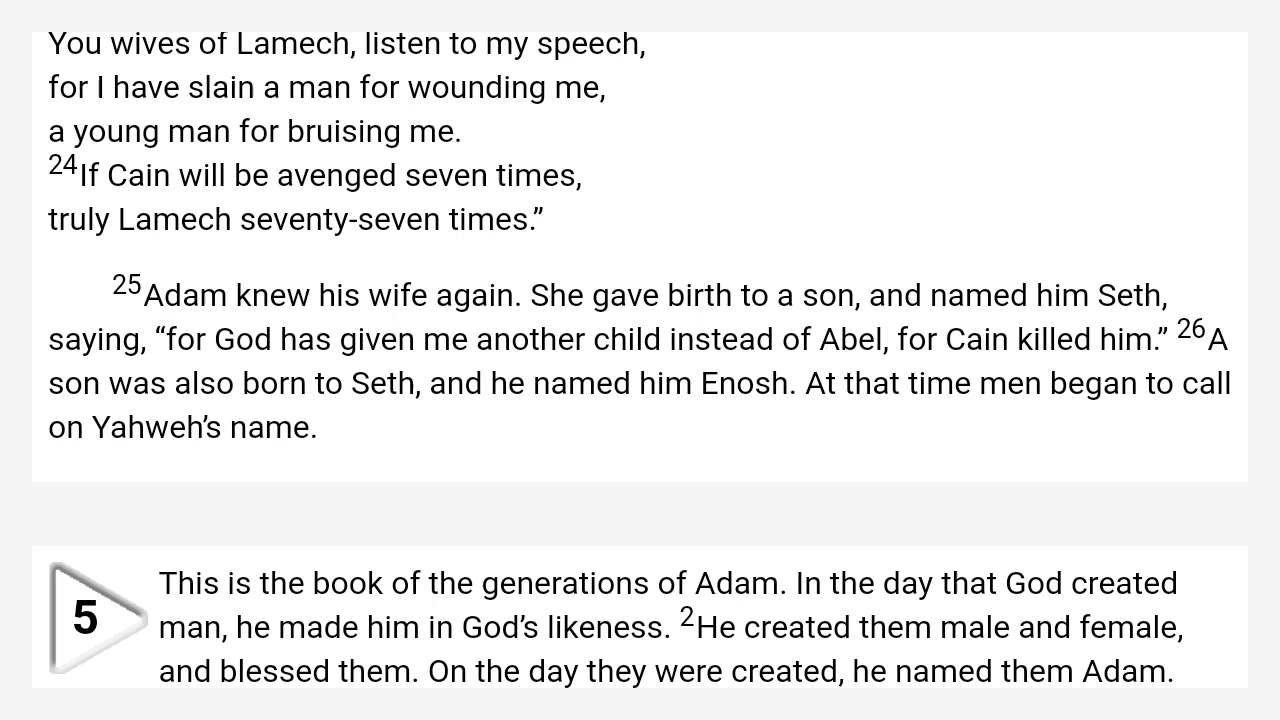 You wives of Lamech, listen to my speech,
for I have slain a man for wounding me,
a young man for bruising me.
24If Cain will be avenged seven times,
truly Lamech seventy-seven times.”
25Adam knew his wife again. She gave birth to a son, and named him Seth,
saying, “for God has given me another child instead of Abel, for Cain killed him.” 26A
son was also born to Seth, and he named him Enosh. At that time men began to call
on Yahweh’s name.
5
This is the book of the generations of Adam. In the day that God created
man, he made him in God’s likeness. 2He created them male and female,
and blessed them. On the day they were created, he named them Adam.